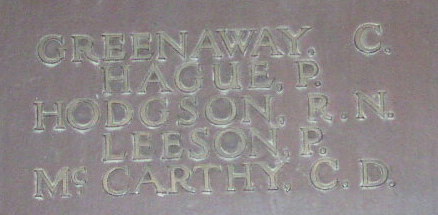 GREENAWAY, C.
HAGUE, P.
HODGSON, R.N.
LEESON, P.
McCARTHY, C.D.